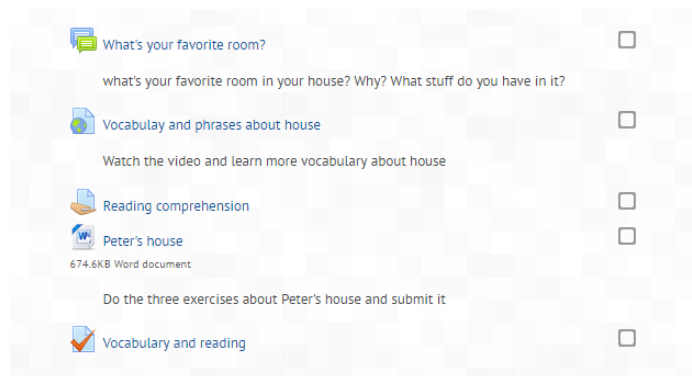 What's your favorite room?
what's your favorite room in your house? Why? What stuff do you have in it?
Vocabulay and phrases about house
Watch the video and learn more vocabulary about house
Reading comprehension
Peter's house
674.6KB Word document
Do the three exercises about Peter's house and submit it
Vocabulary and reading